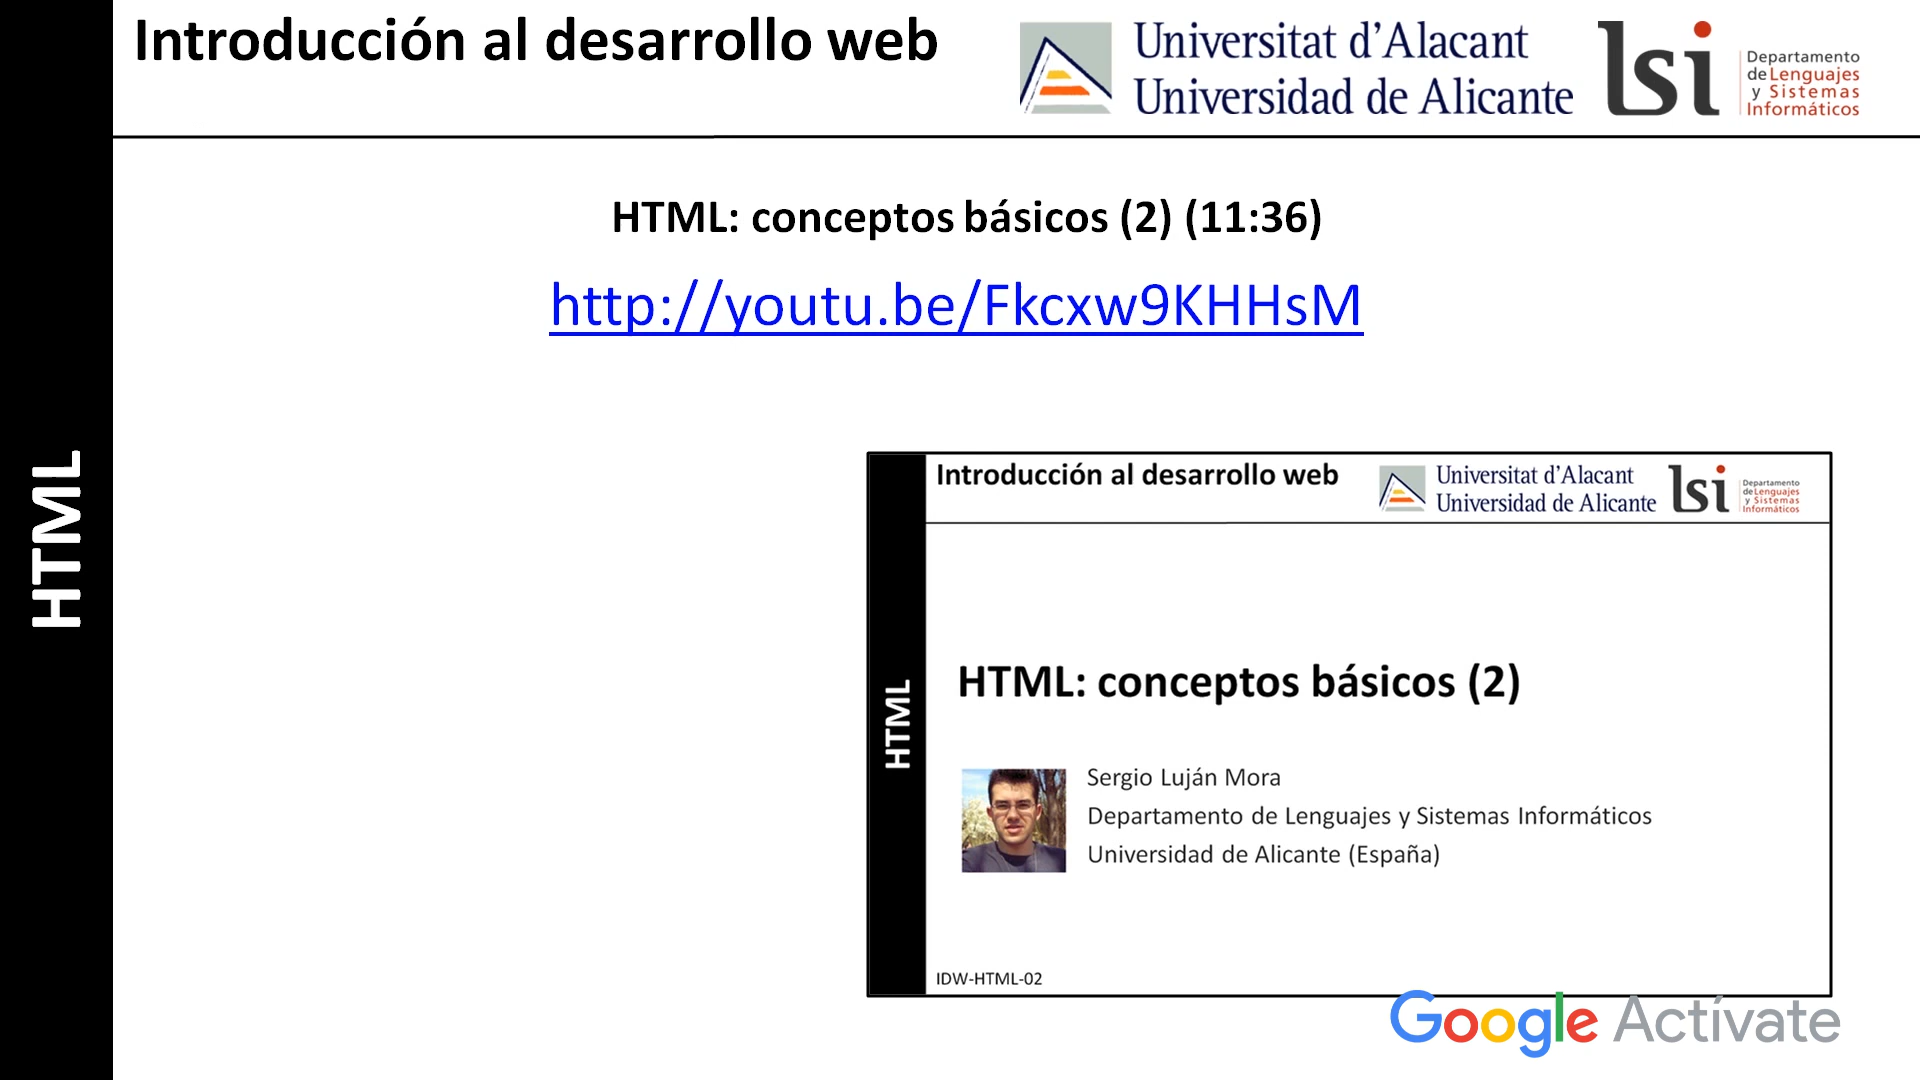 Introducción al desarrollo web
Universitat d'Alacant
Universidad de Alicante
lsi
Departamento
de Lenguajes
y Sistemas
Informáticos
HTML: conceptos básicos (2) (11:36)
http://youtu.be/Fkcxw9KHHsM
HTML
Introducción al desarrollo web
Universitat d'Alacant
Universidad de Alicante
lsi
Departamento
de Lenguajes
y Sistemas
Informáticos
HTML: conceptos básicos (2)
HTML
Sergio Luján Mora
Departamento de Lenguajes y Sistemas Informáticos
Universidad de Alicante (España)
IDW-HTML-02
Google Actívate